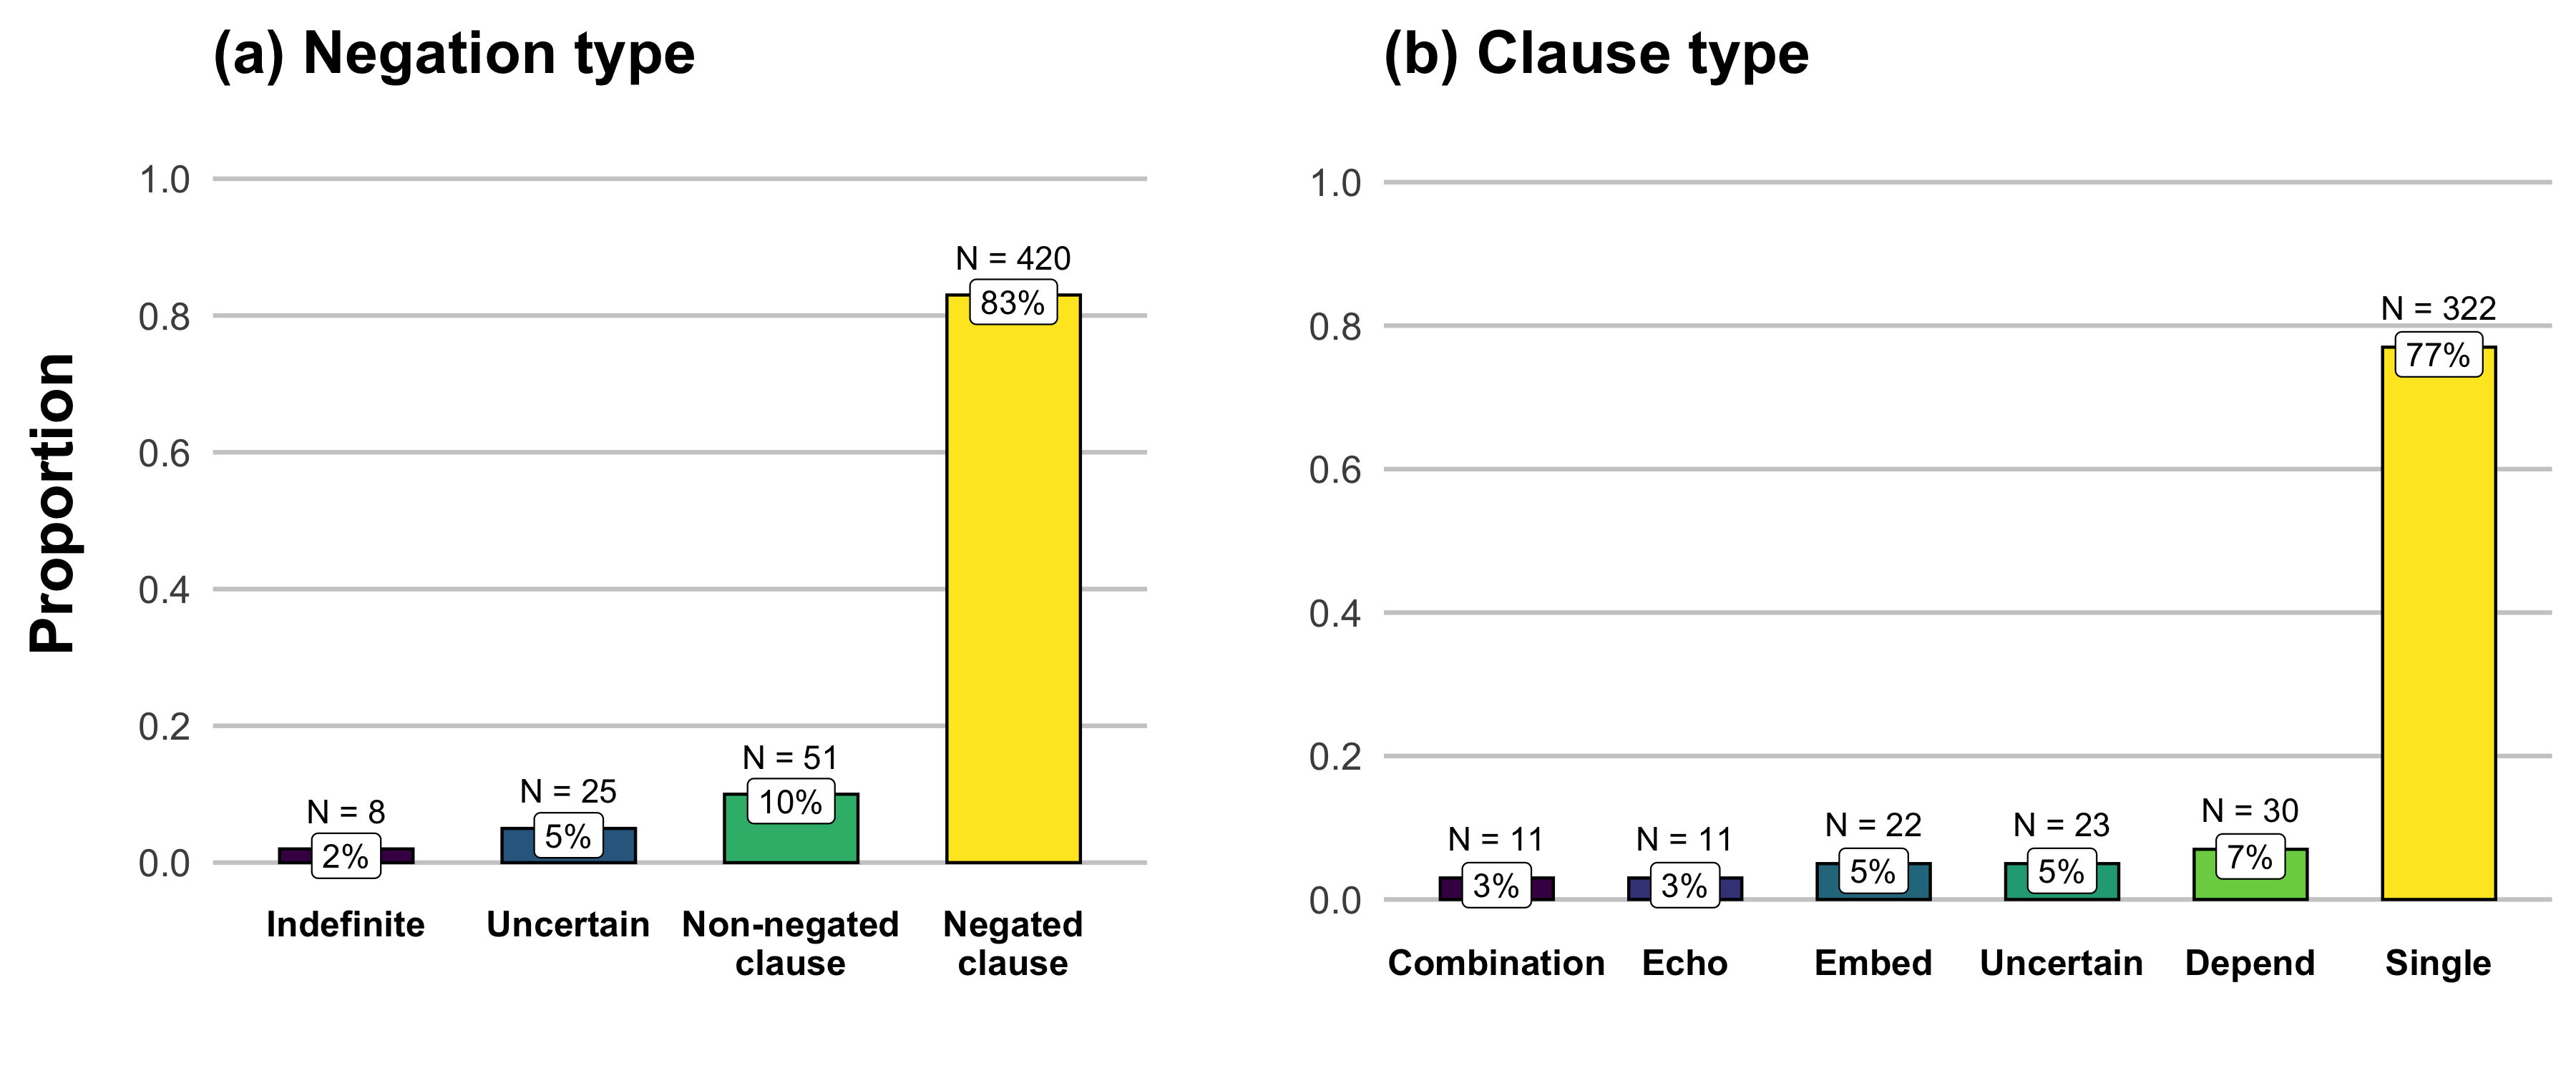 (a) Negation type
Proportion
1.0
0.8
0.6
0.4
0.2
0.0
N = 8
2%
N = 25
5%
N = 51
10%
N = 420
83%
Indefinite
Uncertain
Non-negated
clause
Negated
clause
(b) Clause type
1.0
0.8
0.6
0.4
0.2
0.0
N = 11
3%
N = 11
3%
N = 22
5%
N = 23
5%
N = 30
7%
N = 322
77%
Combination
Echo
Embed
Uncertain
Depend
Single